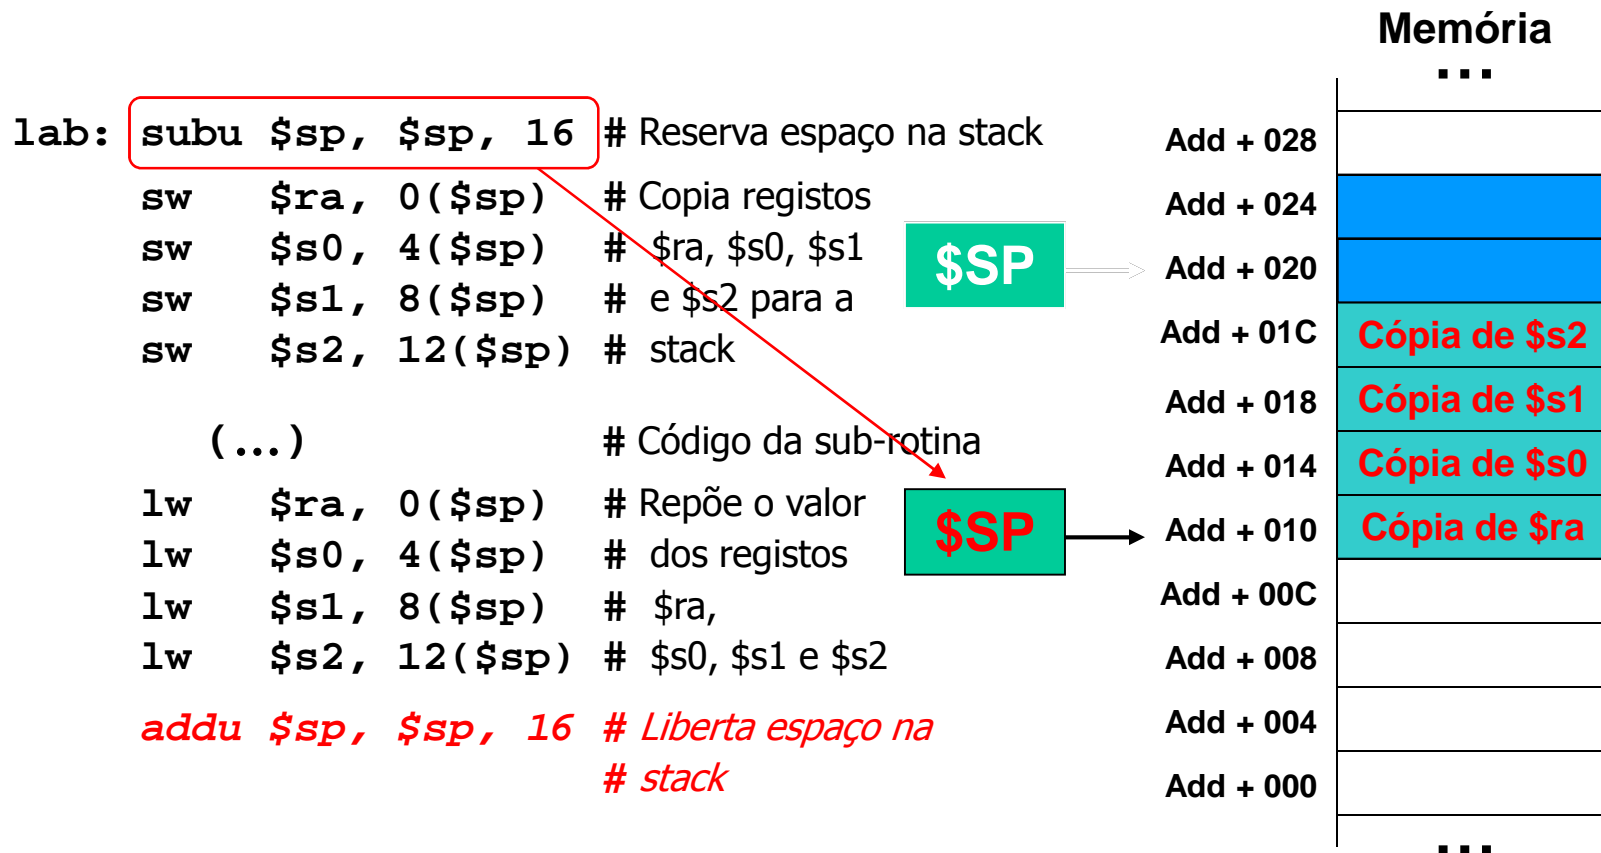 Memória
...
lab: subu $sp, $sp, 16 # Reserva espaço na stack
sw $ra, 0($sp) # Copia registos
sw $s0, 4($sp) # $ra, $s0, $s1
sw $s1, 8($sp) # e $s2 para a
sw $s2, 12($sp) # stack
(...) # Código da sub-rotina
lw $ra, 0($sp) # Repõe o valor
lw $s0, 4($sp) # dos registos
lw $s1, 8($sp) # $ra,
lw $s2, 12($sp) # $s0, $s1 e $s2
addu $sp, $sp, 16 # Liberta espaço na
# stack
$SP
$SP
Add + 028
Add + 024
Add + 020
Add + 01C Cópia de $s2
Add + 018 Cópia de $s1
Add + 014 Cópia de $s0
Add + 010 Cópia de $ra
Add + 00C
Add + 008
Add + 004
Add + 000
...